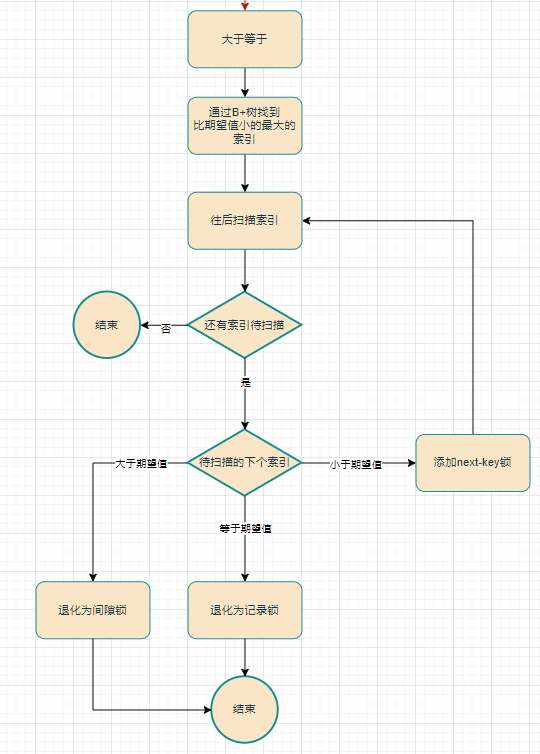 大于等于
通过B+树找到
比期望值小的最大的
索引
往后扫描索引
还有索引待扫描
否
结束
是
待扫描的下个索引
大于期望值
小于期望值
添加next-key锁
等于期望值
退化为间隙锁
退化为记录锁
结束